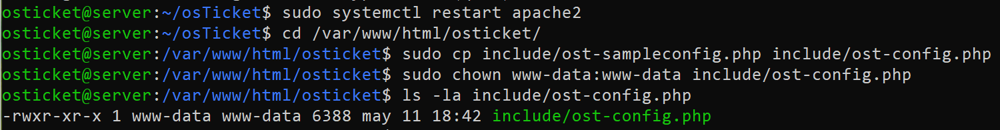 osticket@server:~/osTicket$ sudo systemctl restart apache2
osticket@server:~/osTicket$ cd /var/www/html/osticket/
osticket@server:/var/www/html/osticket$ sudo cp include/ost-sampleconfig.php include/ost-config.php
osticket@server:/var/www/html/osticket$ sudo chown www-data:www-data include/ost-config.php
osticket@server:/var/www/html/osticket$ ls -la include/ost-config.php
-rwxr-xr-x 1 www-data www-data 6388 may 11 18:42 include/ost-config.php